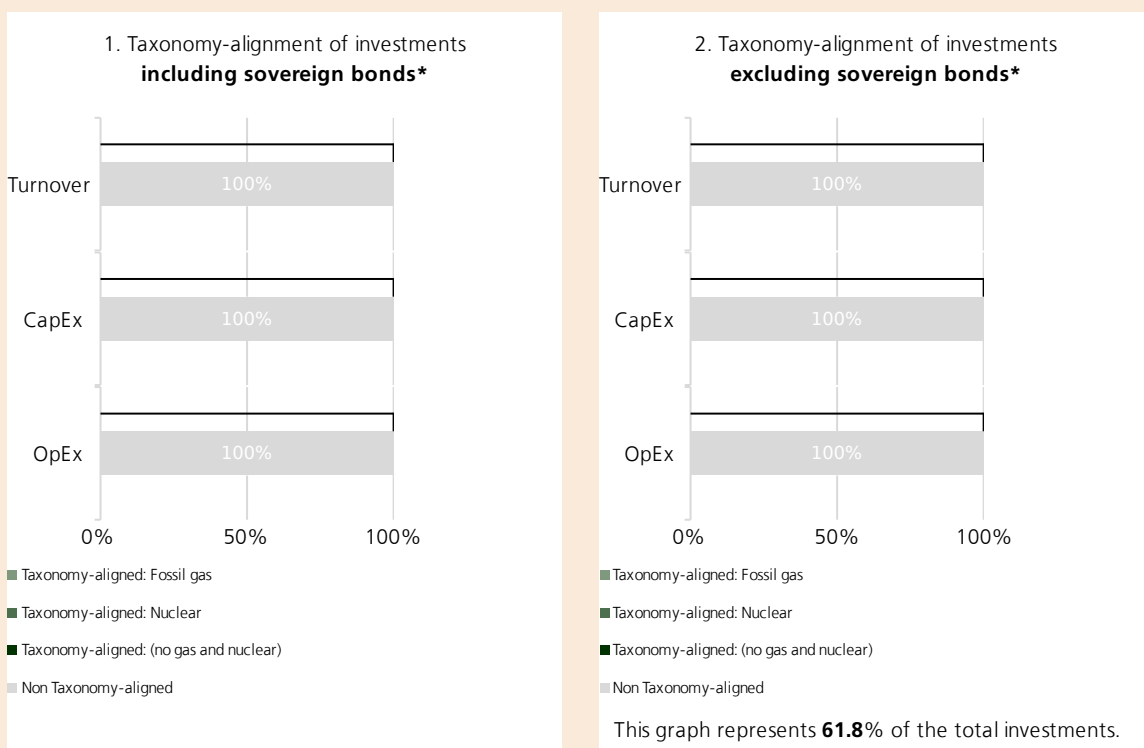 1. Taxonomy-alignment of investments
including sovereign bonds*
Turnover
100%
CapEx
100%
OpEx
100%
0%
50%
100%
Taxonomy-aligned: Fossil gas
Taxonomy-aligned: Nuclear
Taxonomy-aligned: (no gas and nuclear)
Non Taxonomy-aligned
2. Taxonomy-alignment of investments
excluding sovereign bonds*
Turnover
100%
CapEx
100%
OpEx
100%
0%
50%
100%
Taxonomy-aligned: Fossil gas
Taxonomy-aligned: Nuclear
Taxonomy-aligned: (no gas and nuclear)
Non Taxonomy-aligned
This graph represents 61.8% of the total investments.